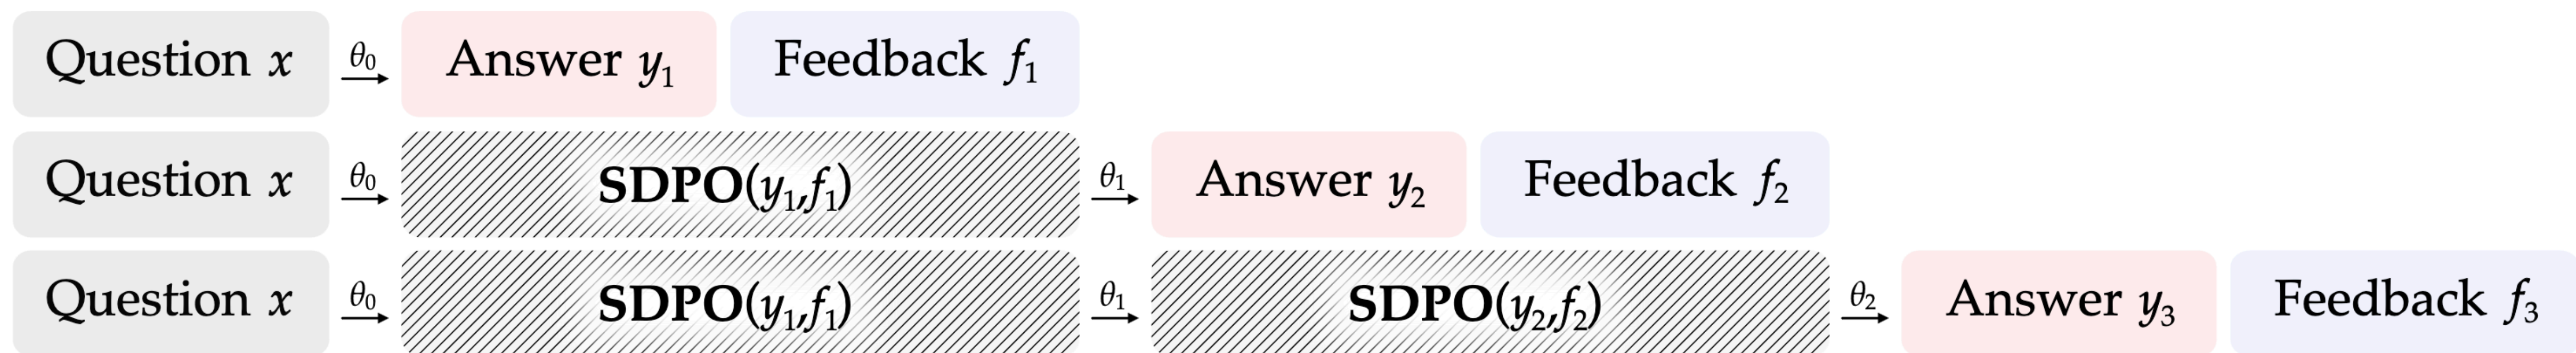 Question x θ₀ Answer y₁ Feedback f₁
Question x θ₀ SDPO(y₁,f₁) θ₁ Answer y₂ Feedback f₂
Question x θ₀ SDPO(y₁,f₁) θ₁ SDPO(y₂,f₂) θ₂ Answer y₃ Feedback f₃